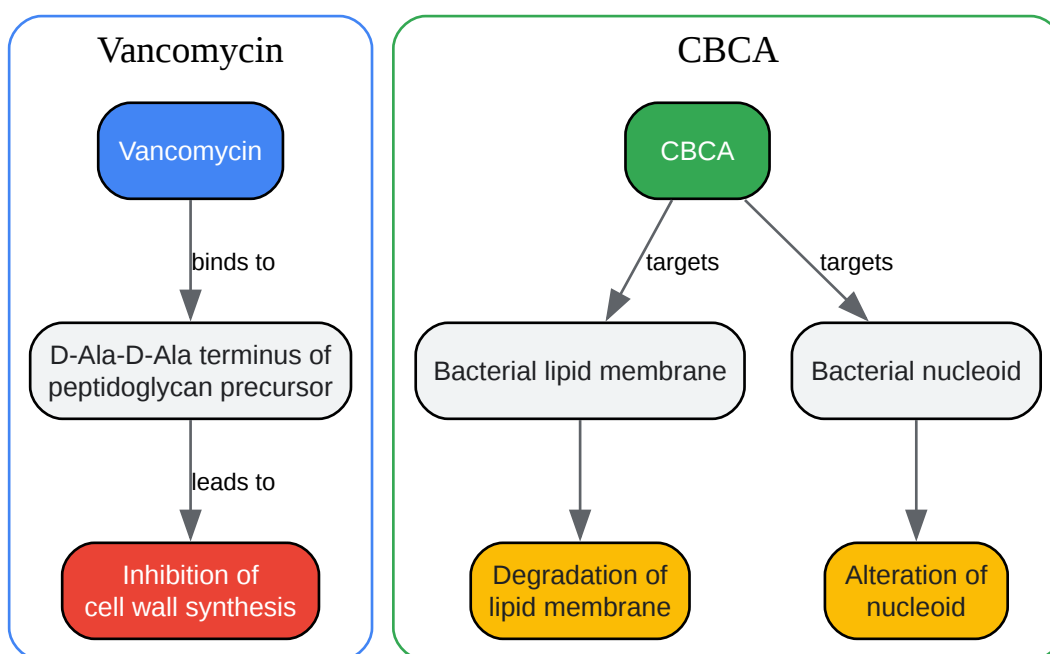 Vancomycin
Vancomycin
binds to
D-Ala-D-Ala terminus of
peptidoglycan precursor
leads to
Inhibition of
cell wall synthesis
CBCA
CBCA
targets
targets
Bacterial lipid membrane
Bacterial nucleoid
Degradation of
lipid membrane
Alteration of
nucleoid